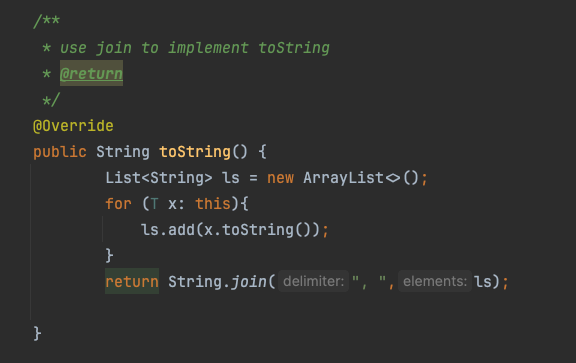 /**
 * use join to implement toString
 * @return
 */
@Override
public String toString() {
        List<String> ls = new ArrayList<>();
        for (T x: this){
            ls.add(x.toString());
        }
        return String.join( delimiter: ", ", elements: ls);
}